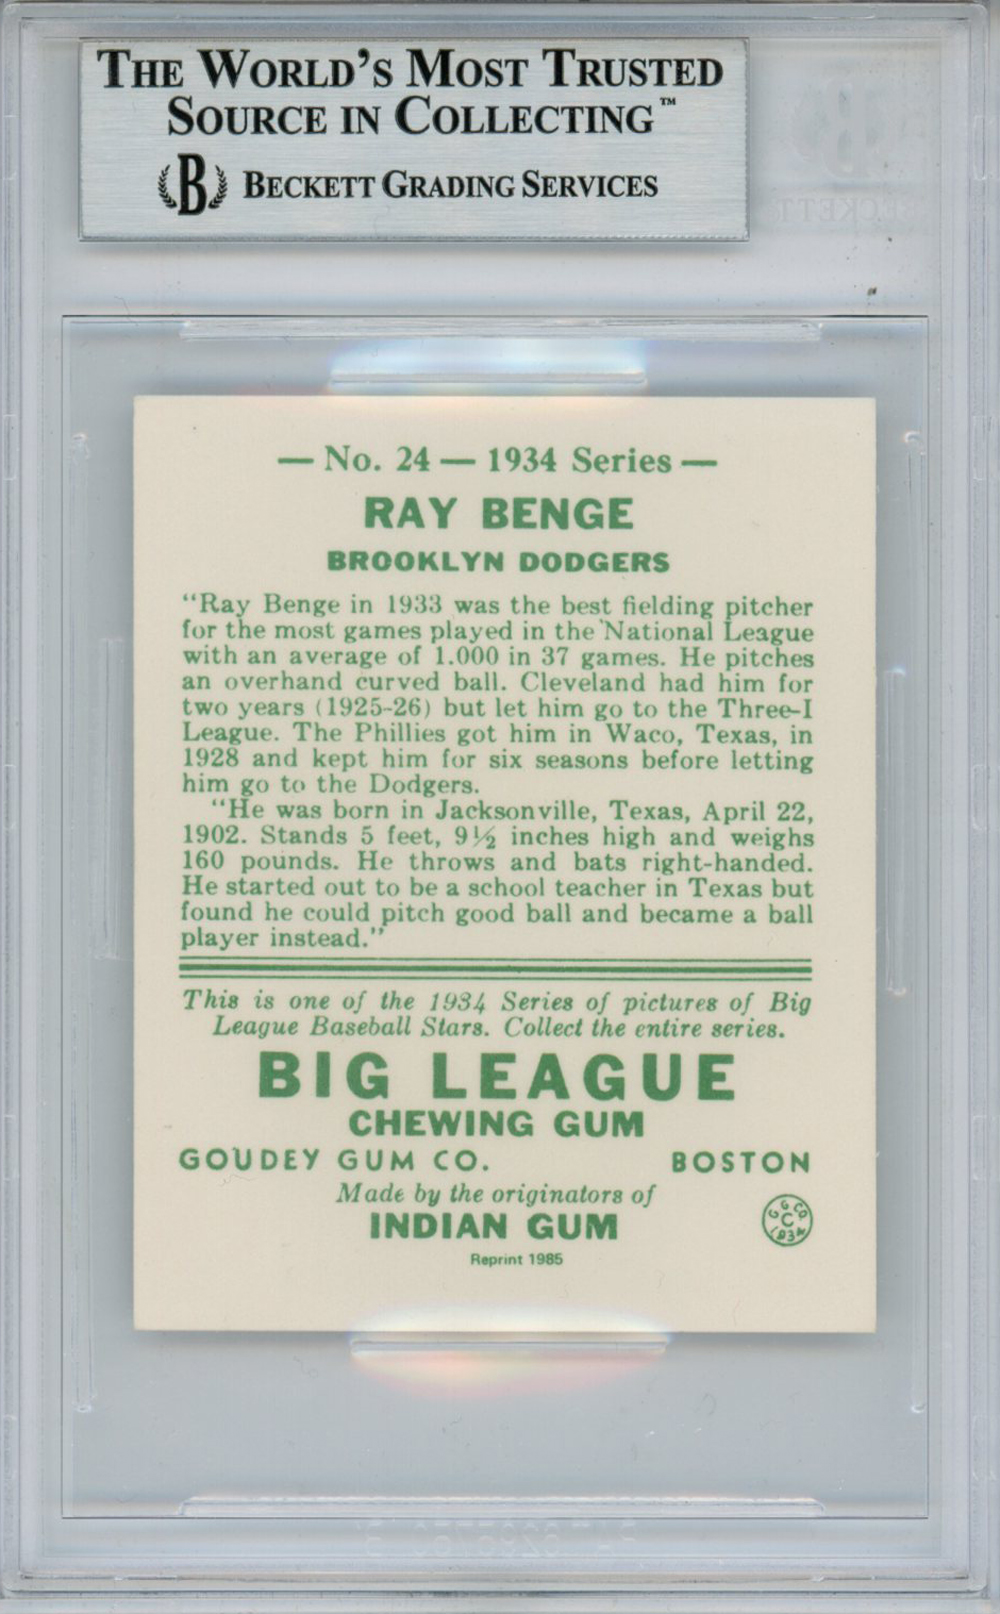 THE WORLD'S MOST TRUSTED
SOURCE IN COLLECTING™
B BECKETT GRADING SERVICES
— No. 24 — 1934 Series —
RAY BENGE
BROOKLYN DODGERS
“Ray Benge in 1933 was the best fielding pitcher
for the most games played in the National League
with an average of 1.000 in 37 games. He pitches
an overhand curved ball. Cleveland had him for
two years (1925-26) but let him go to the Three-I
League. The Phillies got him in Waco, Texas, in
1928 and kept him for six seasons before letting
him go to the Dodgers.
“He was born in Jacksonville, Texas, April 22,
1902. Stands 5 feet, 9½ inches high and weighs
160 pounds. He throws and bats right-handed.
He started out to be a school teacher in Texas but
found he could pitch good ball and became a ball
player instead.”
This is one of the 1934 Series of pictures of Big
League Baseball Stars. Collect the entire series.
BIG LEAGUE
CHEWING GUM
GOUDEY GUM CO. BOSTON
Made by the originators of
INDIAN GUM
G G CO.
C
1934
Reprint 1985